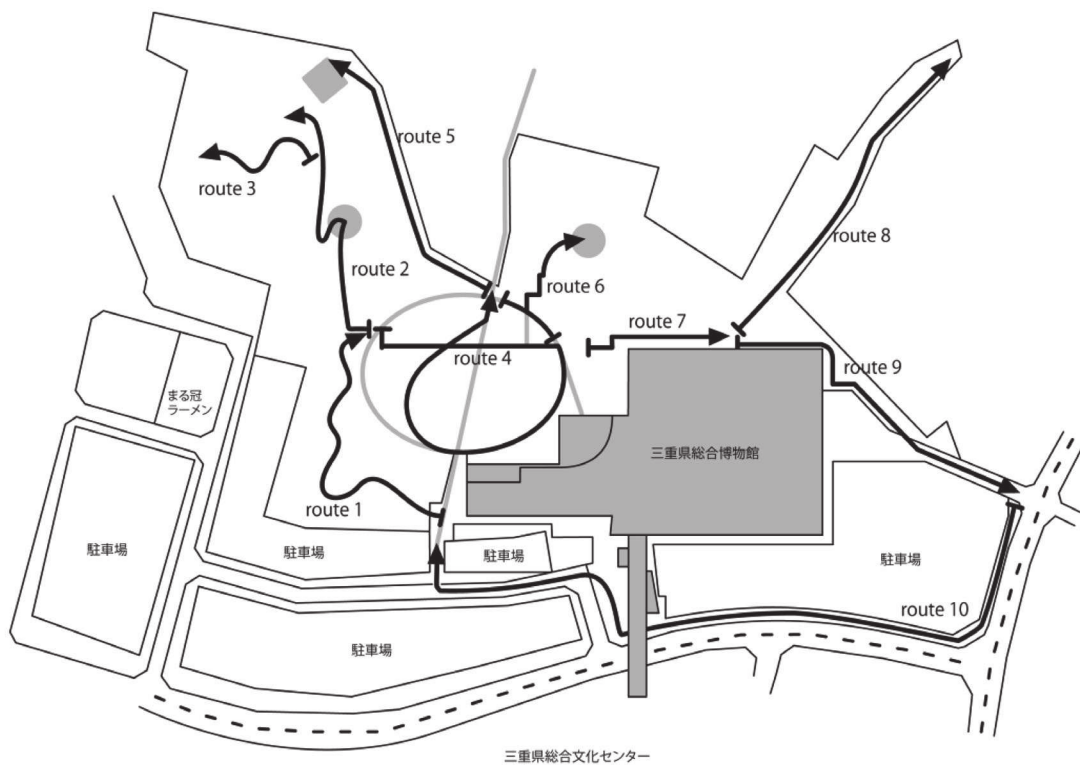 route 5
route 3
route 8
route 2
route 6
route 7
route 4
route 9
まる冠
ラーメン
三重県総合博物館
route 1
駐車場
駐車場
駐車場
駐車場
route 10
駐車場
三重県総合文化センター